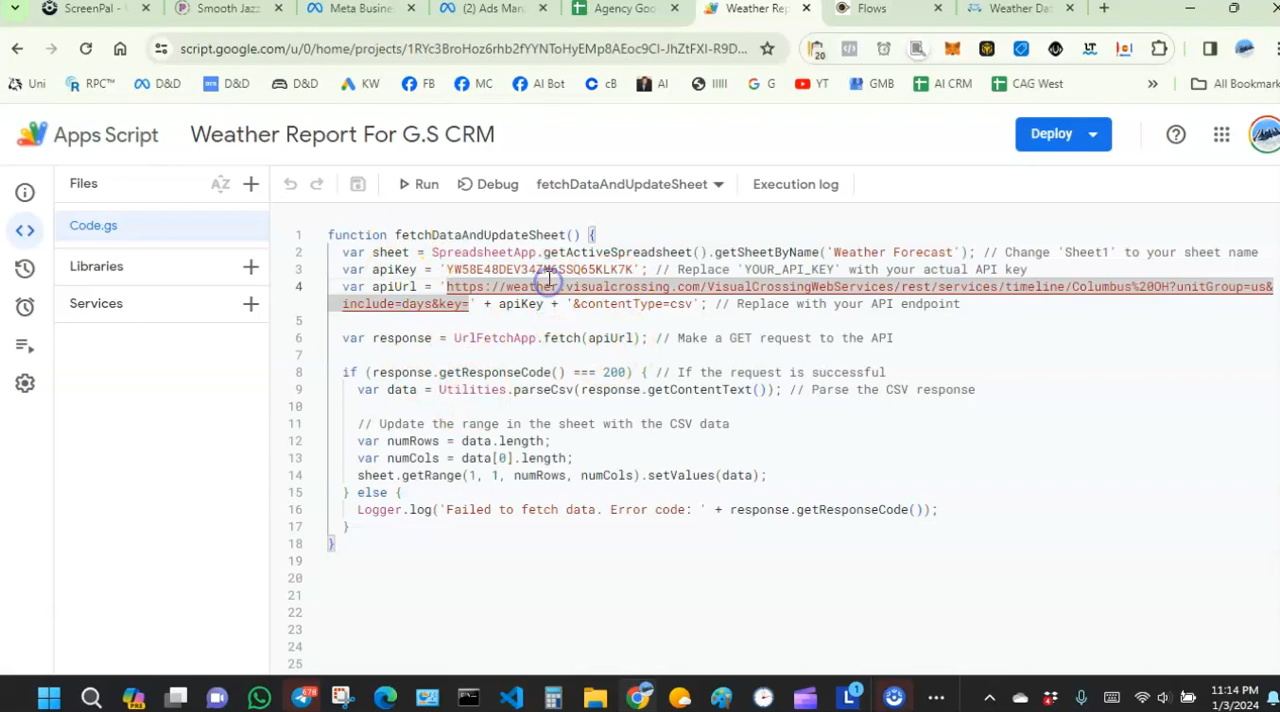 ScreenPal -
Smooth Jazz
Meta Busine
(2) Ads Man
Agency Goo
Weather Rep
Flows
Weather Dat
script.google.com/u/0/home/projects/1RYc3BroHoz6rhb2fYYNToHyEMp8AEoc9CI-JhZtFXI-R9D...
20
Uni
RPC™
D&D
D&D
D&D
KW
FB
MC
AI Bot
cB
AI
IIIII
G
YT
GMB
AI CRM
CAG West
»
All Bookmark
Apps Script
Weather Report For G.S CRM
Deploy
Files
AZ
Run
Debug
fetchDataAndUpdateSheet
Execution log
Code.gs
Libraries
Services
1 function fetchDataAndUpdateSheet() {
2 var sheet = SpreadsheetApp.getActiveSpreadsheet().getSheetByName('Weather Forecast'); // Change 'Sheet1' to your sheet name
3 var apiKey = 'YW58E48DEV34ZN6SSQ65KLK7K'; // Replace 'YOUR_API_KEY' with your actual API key
4 var apiUrl = 'https://weather.visualcrossing.com/VisualCrossingWebServices/rest/services/timeline/Columbus%20OH?unitGroup=us&
include=days&key=' + apiKey + '&contentType=csv'; // Replace with your API endpoint
5
6 var response = UrlFetchApp.fetch(apiUrl); // Make a GET request to the API
7
8 if (response.getResponseCode() === 200) { // If the request is successful
9 var data = Utilities.parseCsv(response.getContentText()); // Parse the CSV response
10
11 // Update the range in the sheet with the CSV data
12 var numRows = data.length;
13 var numCols = data[0].length;
14 sheet.getRange(1, 1, numRows, numCols).setValues(data);
15 } else {
16 Logger.log('Failed to fetch data. Error code: ' + response.getResponseCode());
17 }
18 }
19
20
21
22
23
24
25
678
1
11:14 PM
1/3/2024